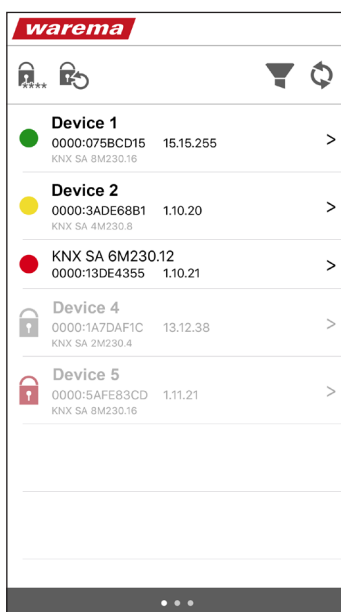 warema
****
Device 1
0000:075BCD15 15.15.255 >
KNX SA 8M230.16
Device 2
0000:3ADE68B1 1.10.20 >
KNX SA 4M230.8
KNX SA 6M230.12
0000:13DE4355 1.10.21 >
Device 4
0000:1A7DAF1C 13.12.38 >
KNX SA 2M230.4
Device 5
0000:5AFE83CD 1.11.21 >
KNX SA 8M230.16